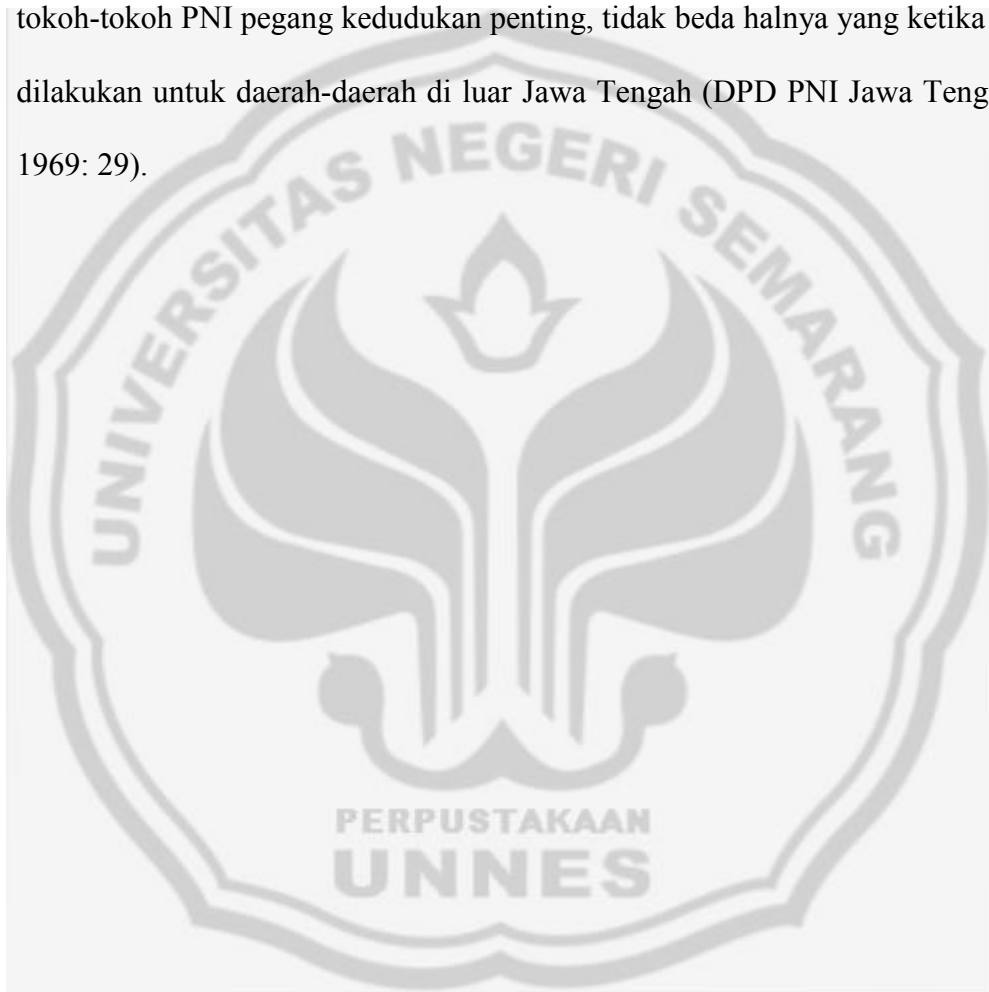 tokoh-tokoh PNI pegang kedudukan penting, tidak beda halnya yang ketika
dilakukan untuk daerah-daerah di luar Jawa Tengah (DPD PNI Jawa Teng
1969: 29).
UNIVERSITAS NEGERI SEMARANG
PERPUSTAKAAN
UNNES